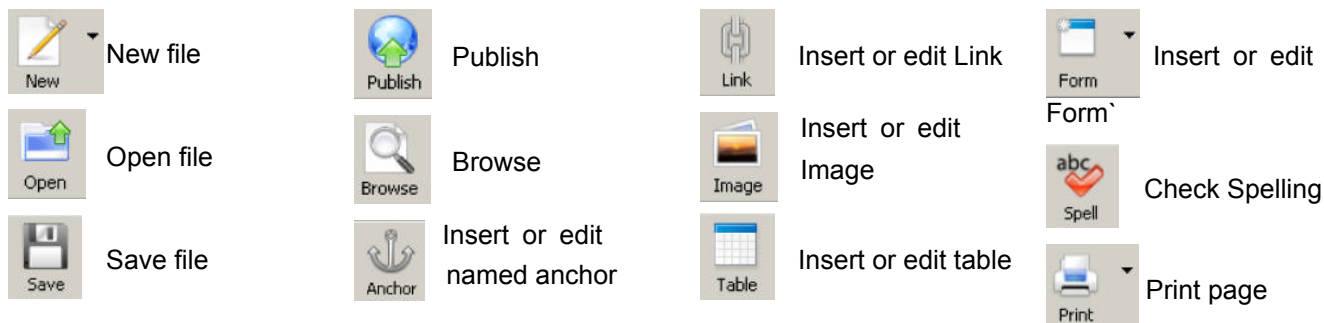 New
New file
Open
Open file
Save
Save file
Publish
Publish
Browse
Browse
Anchor
Insert or edit
named anchor
Link
Insert or edit Link
Image
Insert or edit
Image
Table
Insert or edit table
Form
Insert or edit
Form`
abc
Spell
Check Spelling
Print
Print page